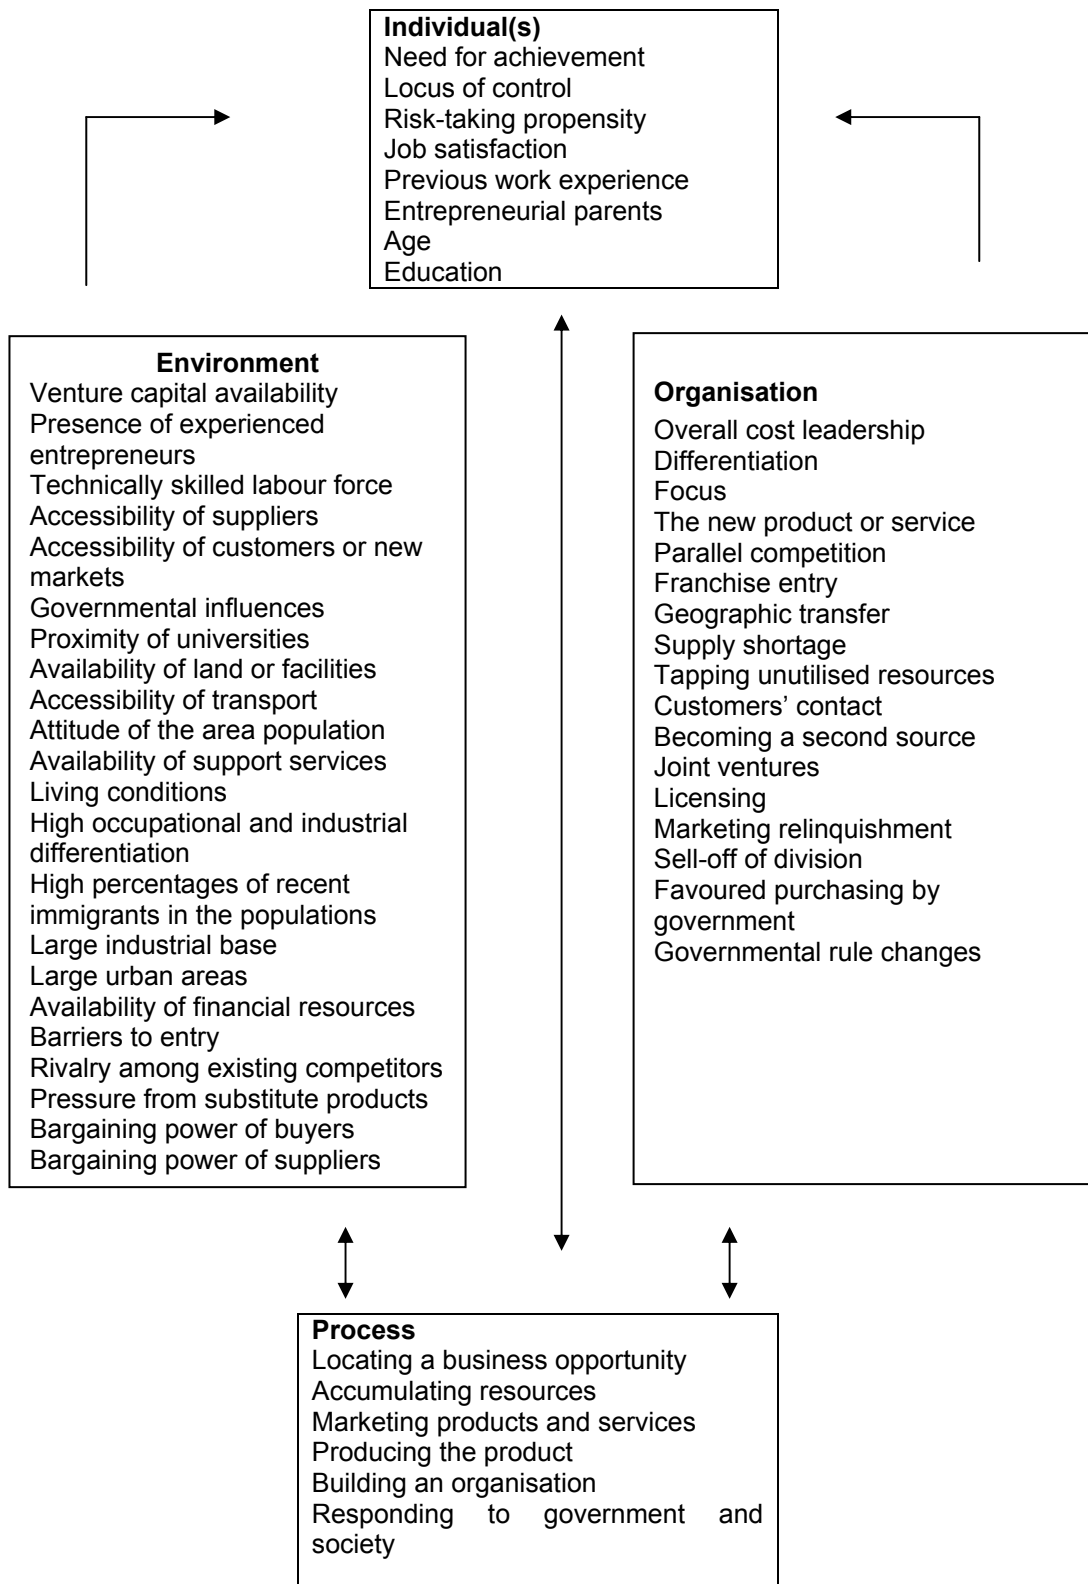 Individual(s)
Need for achievement
Locus of control
Risk-taking propensity
Job satisfaction
Previous work experience
Entrepreneurial parents
Age
Education
Environment
Venture capital availability
Presence of experienced
entrepreneurs
Technically skilled labour force
Accessibility of suppliers
Accessibility of customers or new
markets
Governmental influences
Proximity of universities
Availability of land or facilities
Accessibility of transport
Attitude of the area population
Availability of support services
Living conditions
High occupational and industrial
differentiation
High percentages of recent
immigrants in the populations
Large industrial base
Large urban areas
Availability of financial resources
Barriers to entry
Rivalry among existing competitors
Pressure from substitute products
Bargaining power of buyers
Bargaining power of suppliers
Organisation
Overall cost leadership
Differentiation
Focus
The new product or service
Parallel competition
Franchise entry
Geographic transfer
Supply shortage
Tapping unutilised resources
Customers’ contact
Becoming a second source
Joint ventures
Licensing
Marketing relinquishment
Sell-off of division
Favoured purchasing by
government
Governmental rule changes
Process
Locating a business opportunity
Accumulating resources
Marketing products and services
Producing the product
Building an organisation
Responding to government and
society